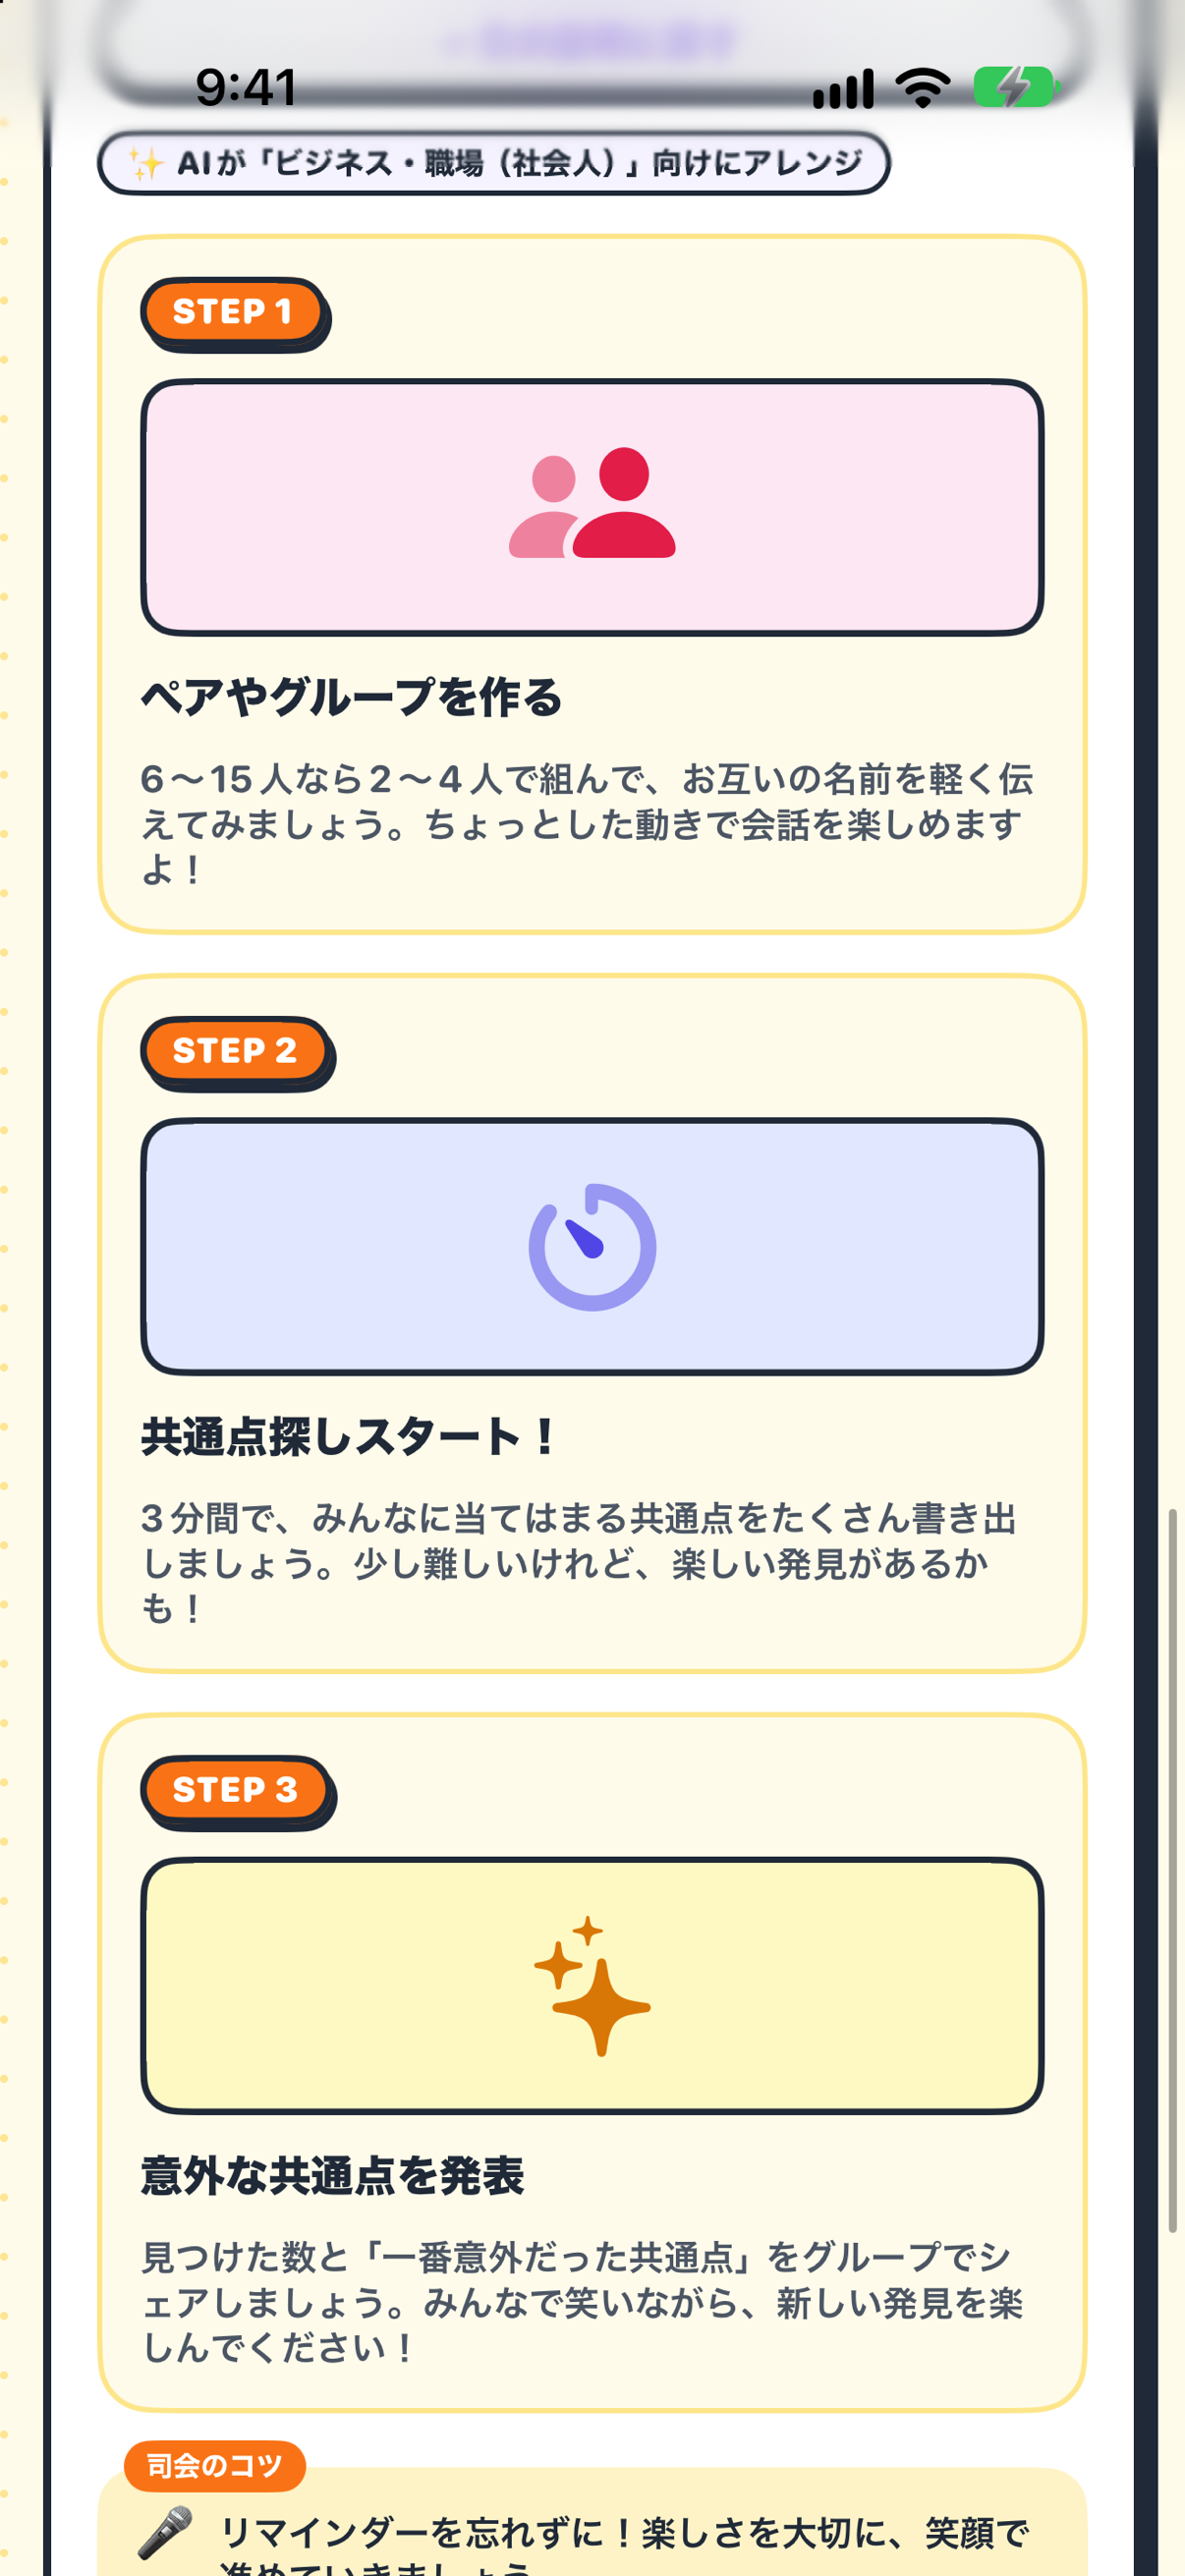 9:41
✨ AIが「ビジネス・職場（社会人）」向けにアレンジ
STEP 1
ペアやグループを作る
6〜15人なら2〜4人で組んで、お互いの名前を軽く伝
えてみましょう。ちょっとした動きで会話を楽しめます
よ！
STEP 2
共通点探しスタート！
3分間で、みんなに当てはまる共通点をたくさん書き出
しましょう。少し難しいけれど、楽しい発見があるか
も！
STEP 3
意外な共通点を発表
見つけた数と「一番意外だった共通点」をグループでシ
ェアしましょう。みんなで笑いながら、新しい発見を楽
しんでください！
司会のコツ
リマインダーを忘れずに！楽しさを大切に、笑顔で
進めていきましょう